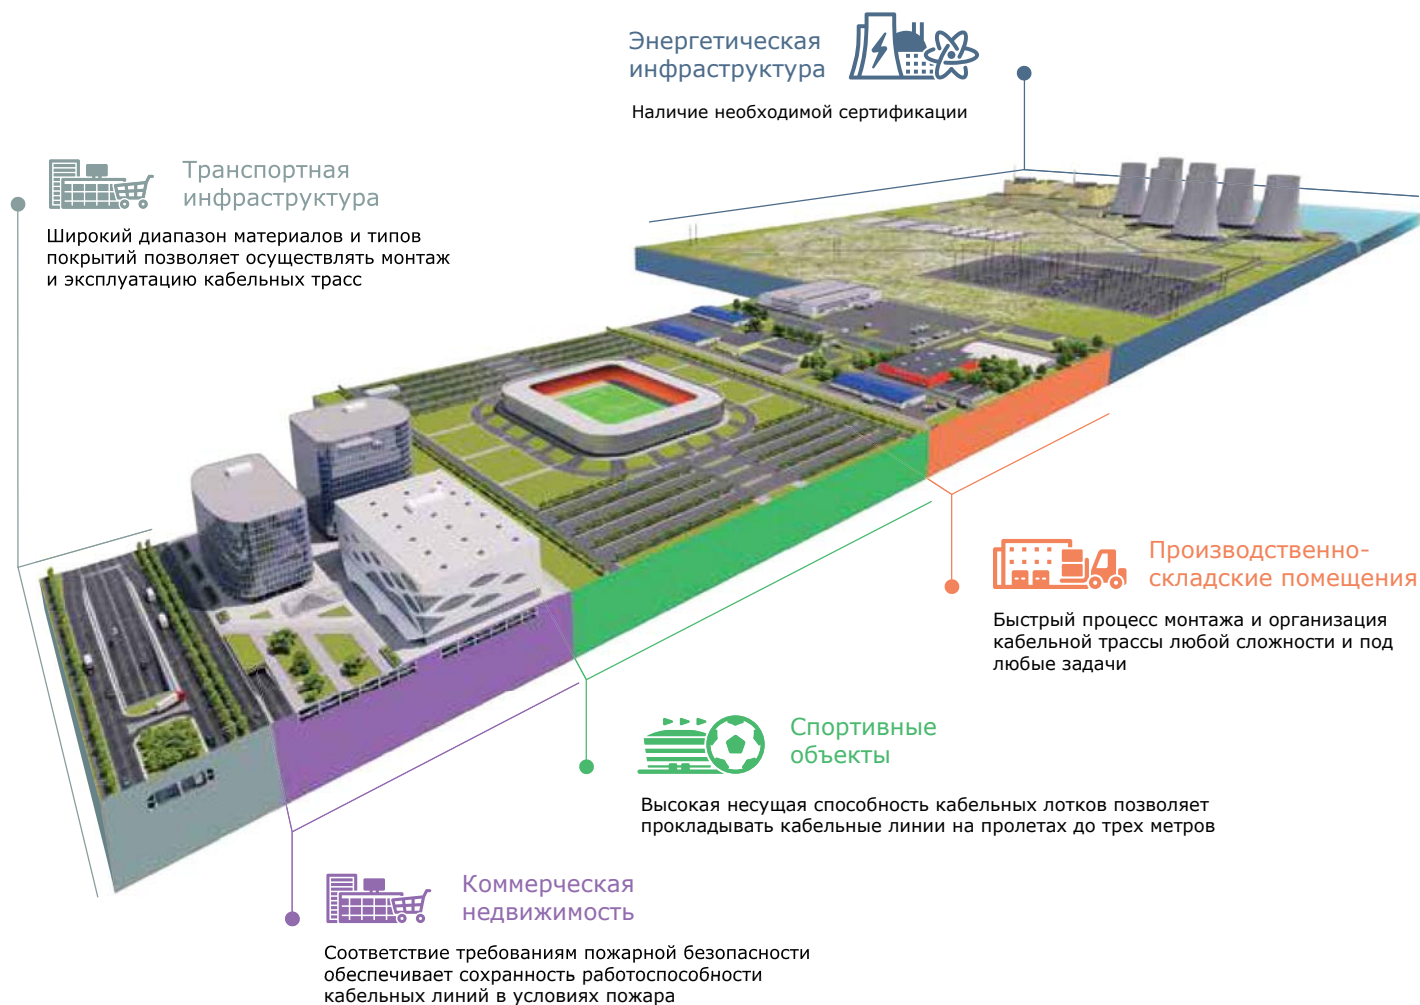 Энергетическая
инфраструктура
Наличие необходимой сертификации
Транспортная
инфраструктура
Широкий диапазон материалов и типов
покрытий позволяет осуществлять монтаж
и эксплуатацию кабельных трасс
Производственно-
складские помещения
Быстрый процесс монтажа и организация
кабельной трассы любой сложности и под
любые задачи
Спортивные
объекты
Высокая несущая способность кабельных лотков позволяет
прокладывать кабельные линии на пролетах до трех метров
Коммерческая
недвижимость
Соответствие требованиям пожарной безопасности
обеспечивает сохранность работоспособности
кабельных линий в условиях пожара